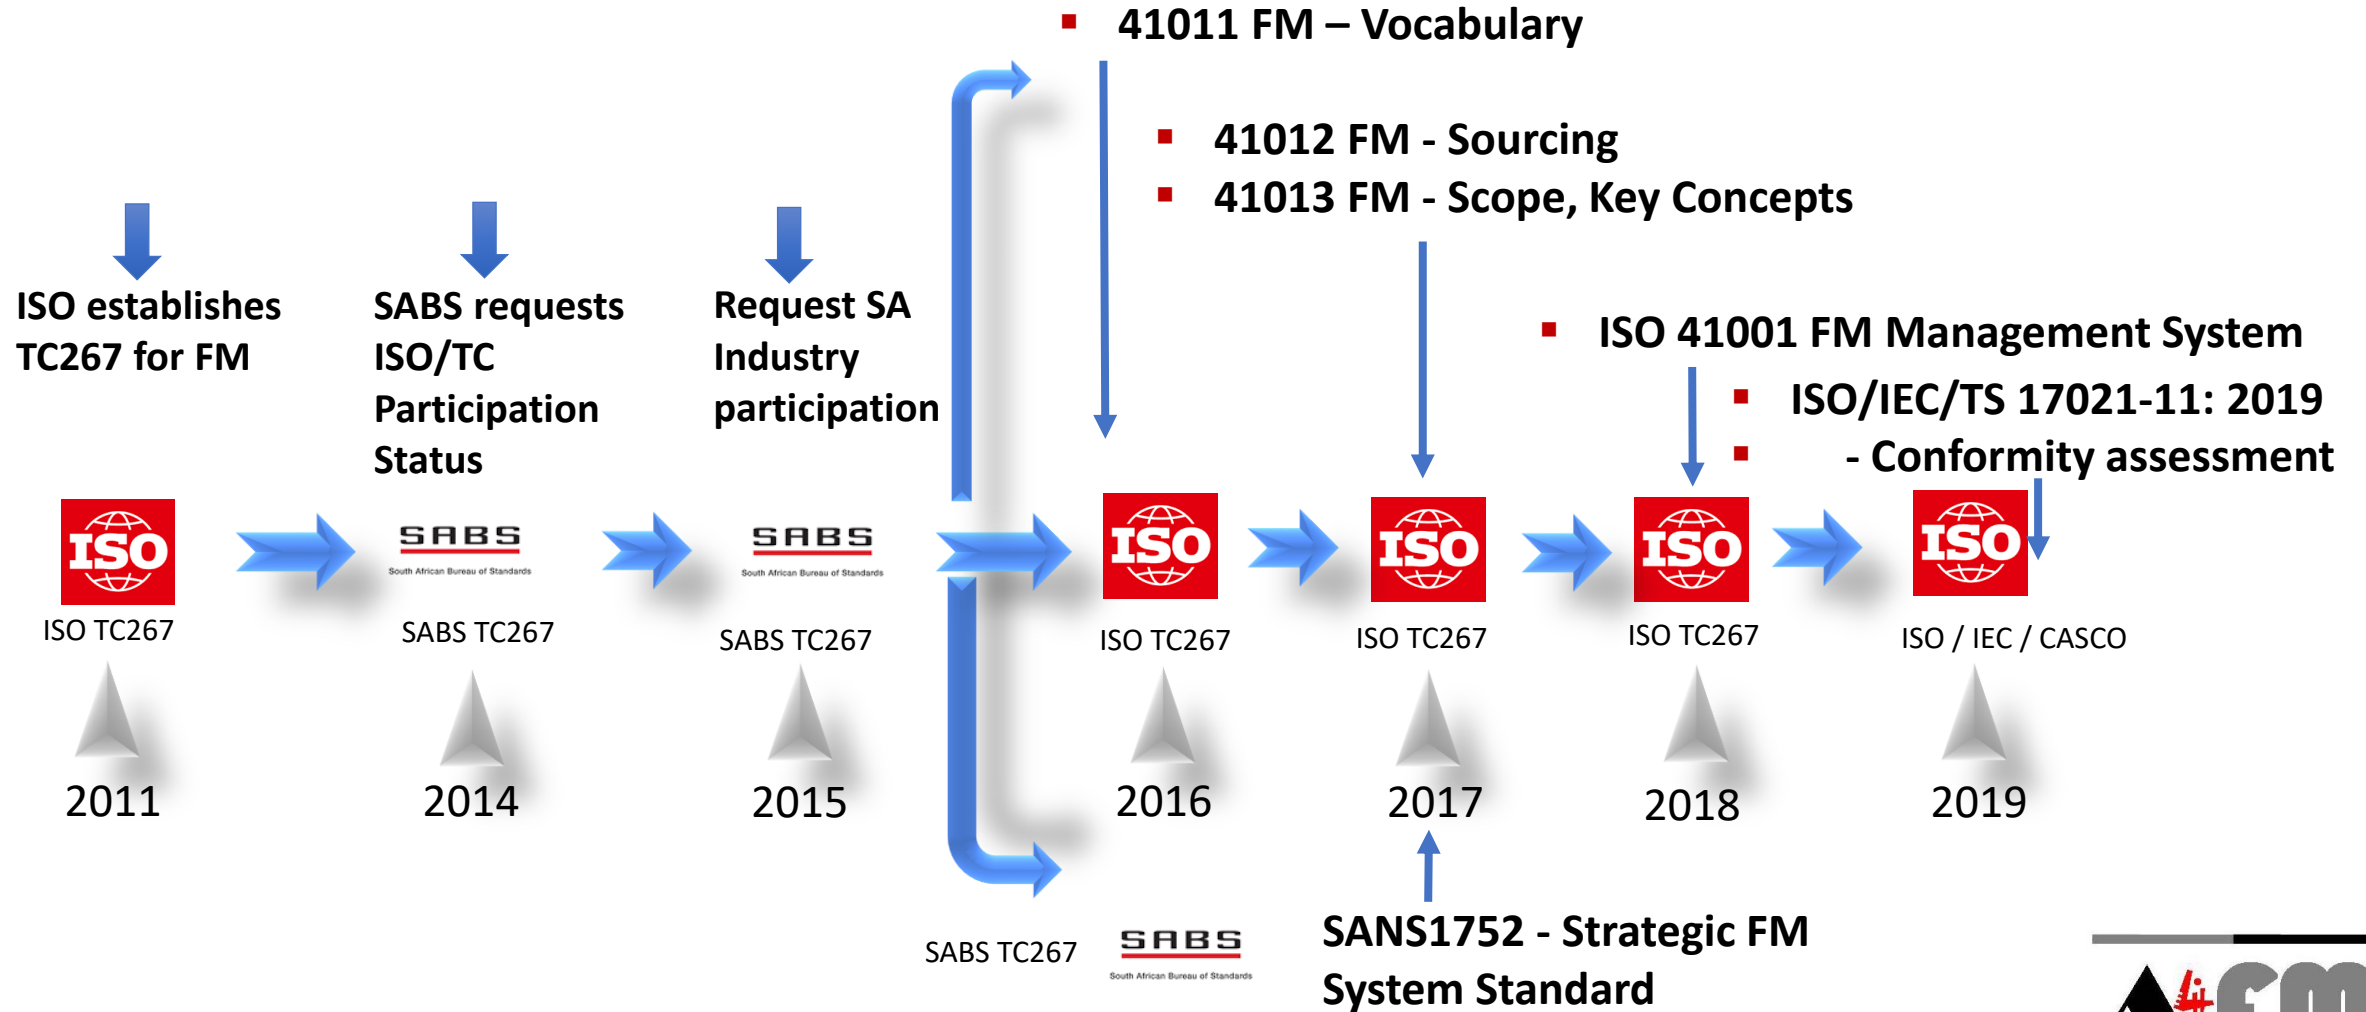 ▪ 41011 FM – Vocabulary
▪ 41012 FM - Sourcing
▪ 41013 FM - Scope, Key Concepts
ISO establishes
TC267 for FM
SABS requests
ISO/TC
Participation
Status
Request SA
Industry
participation
▪ ISO 41001 FM Management System
▪ ISO/IEC/TS 17021-11: 2019
▪ - Conformity assessment
ISO
SABS
South African Bureau of Standards
SABS
South African Bureau of Standards
ISO
ISO
ISO
ISO
ISO TC267
SABS TC267
SABS TC267
ISO TC267
ISO TC267
ISO TC267
ISO / IEC / CASCO
2011
2014
2015
2016
2017
2018
2019
SABS TC267
SABS
South African Bureau of Standards
SANS1752 - Strategic FM
System Standard